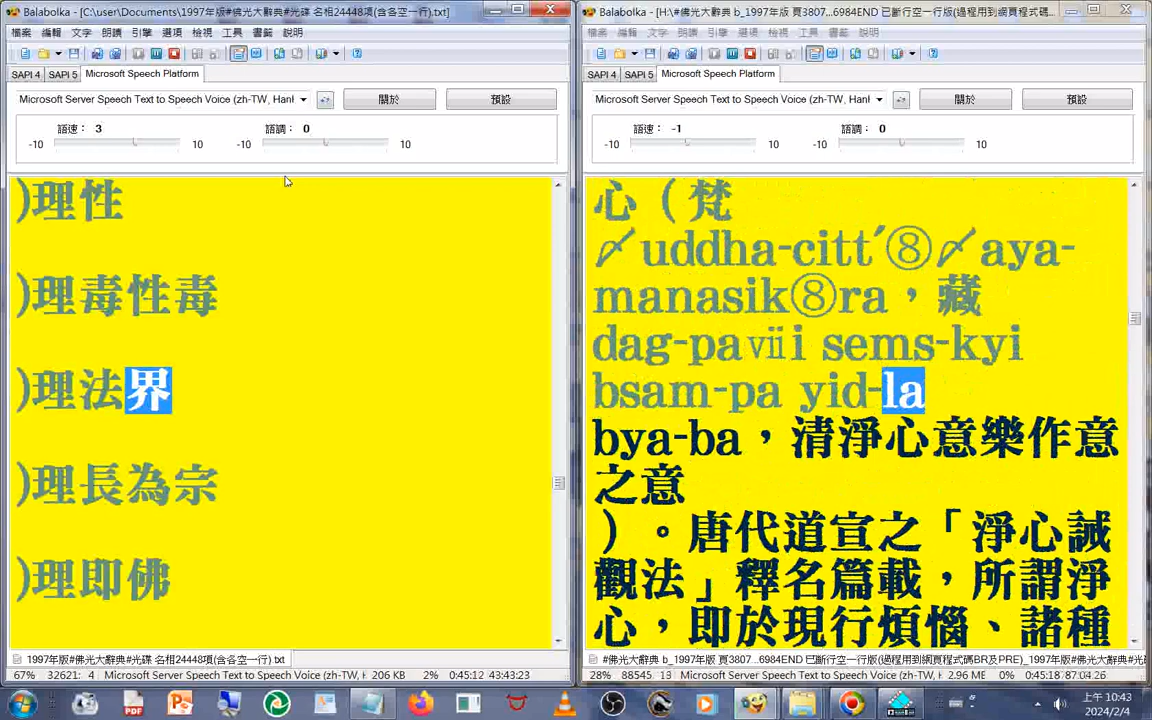 Balabolka - [C:\user\Documents\1997年版#佛光大辭典#光碟 名相24448項(含各空一行).txt]
檔案 編輯 文字 朗讀 引擎 選項 檢視 工具 書籤 說明
SAPI 4 SAPI 5 Microsoft Speech Platform
Microsoft Server Speech Text to Speech Voice (zh-TW, Hanl
關於
預設
語速： 3
語調： 0
-10 10 -10 10
)理性
)理毒性毒
)理法界
)理長為宗
)理即佛
1997年版#佛光大辭典#光碟 名相24448項(含各空一行).txt
67% 32621: 4 Microsoft Server Speech Text to Speech Voice (zh-TW, 206 KB 2% 0:45:12 43:43:23
Balabolka - [H:\#佛光大辭典 b_1997年版 頁3807...6984END 已斷行空一行版(過程用到網頁程式碼
檔案 編輯 文字 朗讀 引擎 選項 檢視 工具 書籤 說明
SAPI 4 SAPI 5 Microsoft Speech Platform
Microsoft Server Speech Text to Speech Voice (zh-TW, Hanl
關於
預設
語速： -1
語調： 0
-10 10 -10 10
心（梵
〆uddha-citt´⑧〆aya-
manasik⑧ra，藏
dag-paⅶi sems-kyi
bsam-pa yid-la
bya-ba，清淨心意樂作意
之意
）。唐代道宣之「淨心誡
觀法」釋名篇載，所謂淨
心，即於現行煩惱、諸種
#佛光大辭典 b_1997年版 頁3807...6984END 已斷行空一行版(過程用到網頁程式碼BR及PRE)_1997年版#佛光
28% 88545. 13 Microsoft Server Speech Text to Speech Voice (zh-TW, 2.96 ME 0% 0:45:18 87:04:26
上午 10:43
2024/2/4